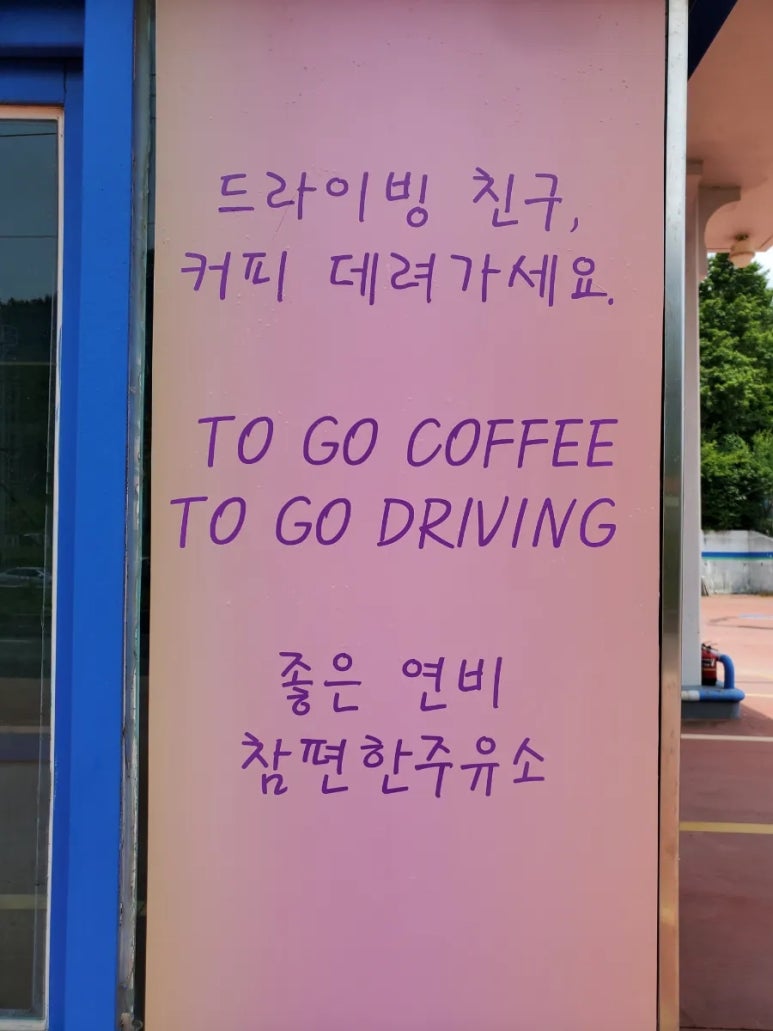 드라이빙 친구,
커피 데려가세요.
TO GO COFFEE
TO GO DRIVING
좋은 연비
참편한주유소